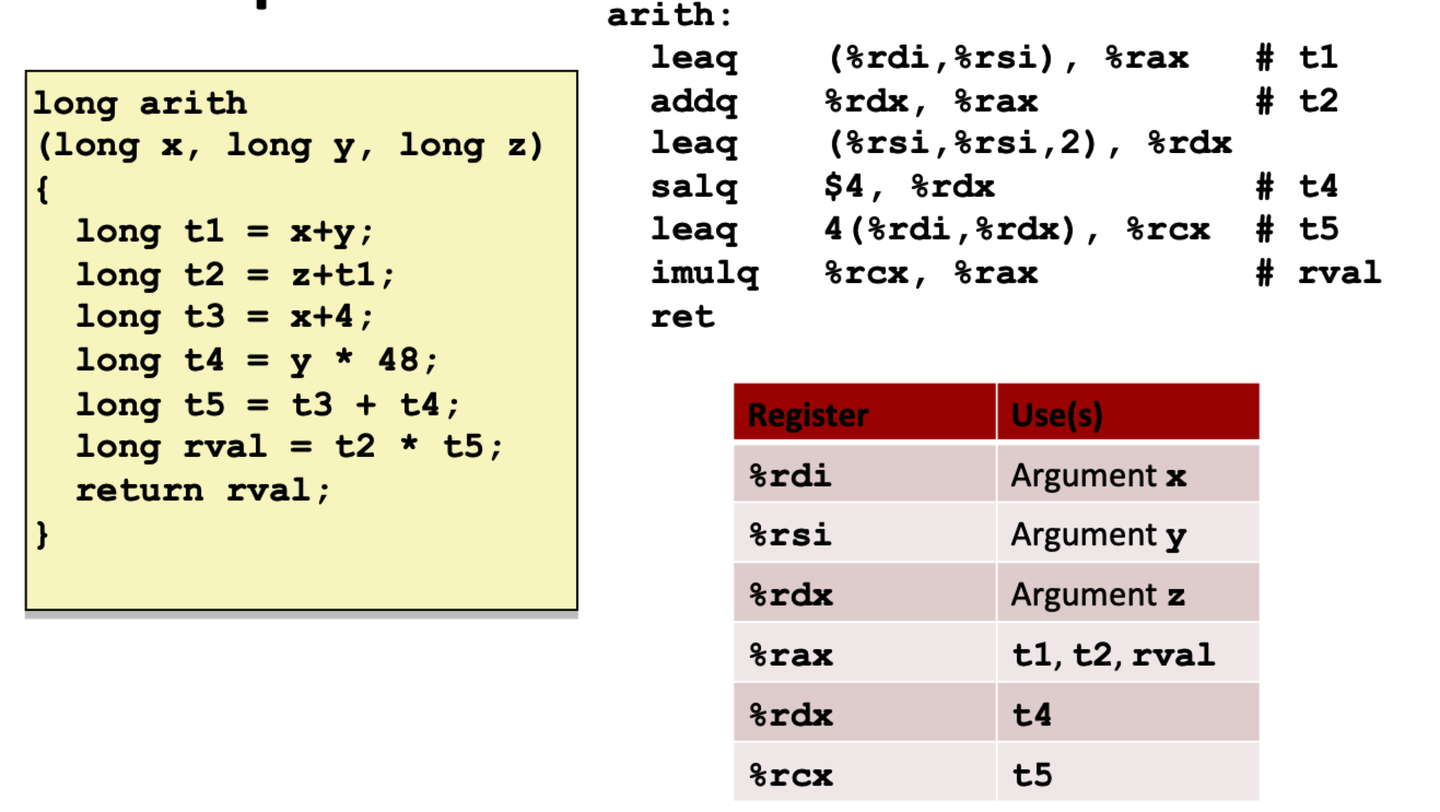 long arith
(long x, long y, long z)
{
  long t1 = x+y;
  long t2 = z+t1;
  long t3 = x+4;
  long t4 = y * 48;
  long t5 = t3 + t4;
  long rval = t2 * t5;
  return rval;
}
arith:
  leaq    (%rdi,%rsi), %rax   # t1
  addq    %rdx, %rax          # t2
  leaq    (%rsi,%rsi,2), %rdx
  salq    $4, %rdx            # t4
  leaq    4(%rdi,%rdx), %rcx  # t5
  imulq   %rcx, %rax          # rval
  ret
Register Use(s)
%rdi Argument x
%rsi Argument y
%rdx Argument z
%rax t1, t2, rval
%rdx t4
%rcx t5